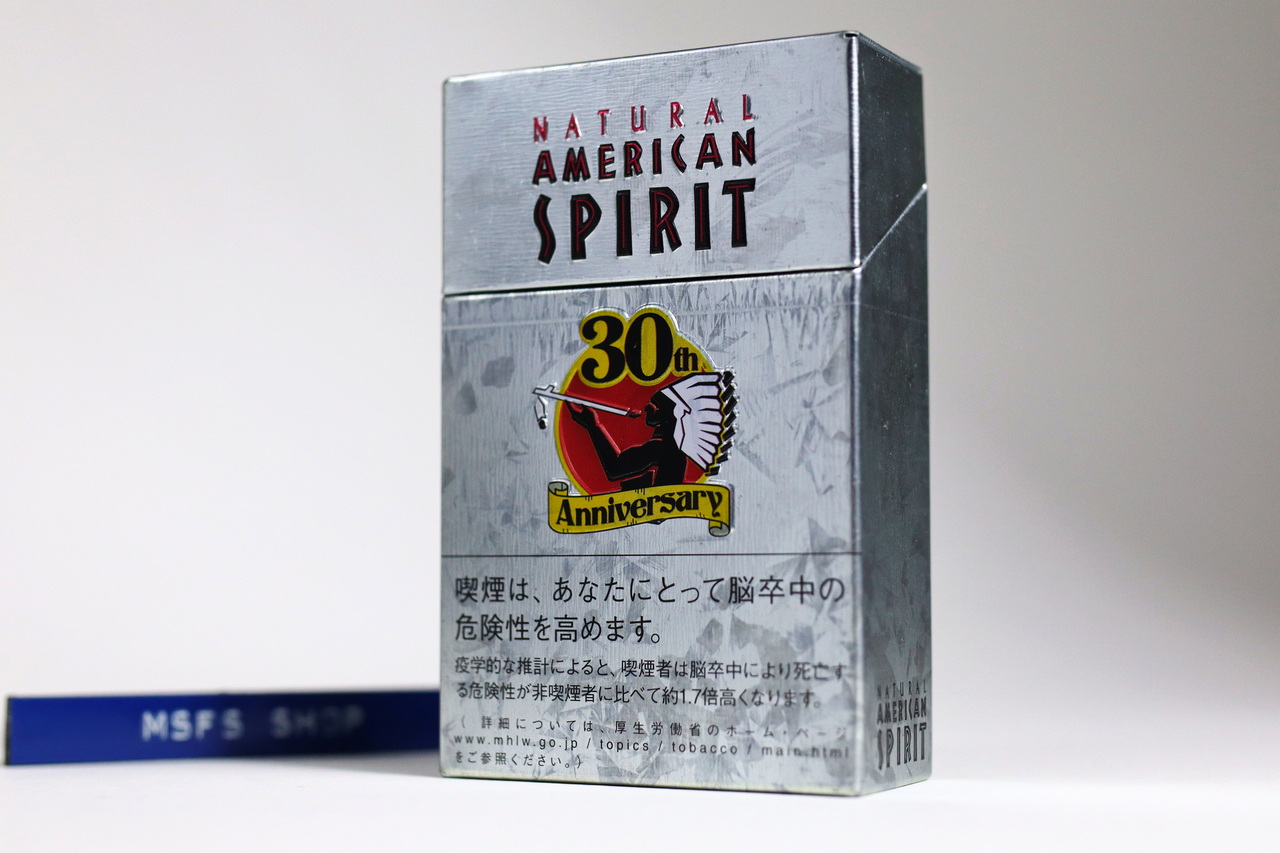 NATURAL
AMERICAN
SPIRIT
30th
Anniversary
喫煙は、あなたにとって脳卒中の
危険性を高めます。
疫学的な推計によると、喫煙者は脳卒中により死亡す
る危険性が非喫煙者に比べて約1.7倍高くなります。
( 詳細については、厚生労働省のホーム・ページ
www.mhlw.go.jp / topics / tobacco / main.html
をご参照ください。)
NATURAL
AMERICAN
SPIRIT
MSFS SHOP